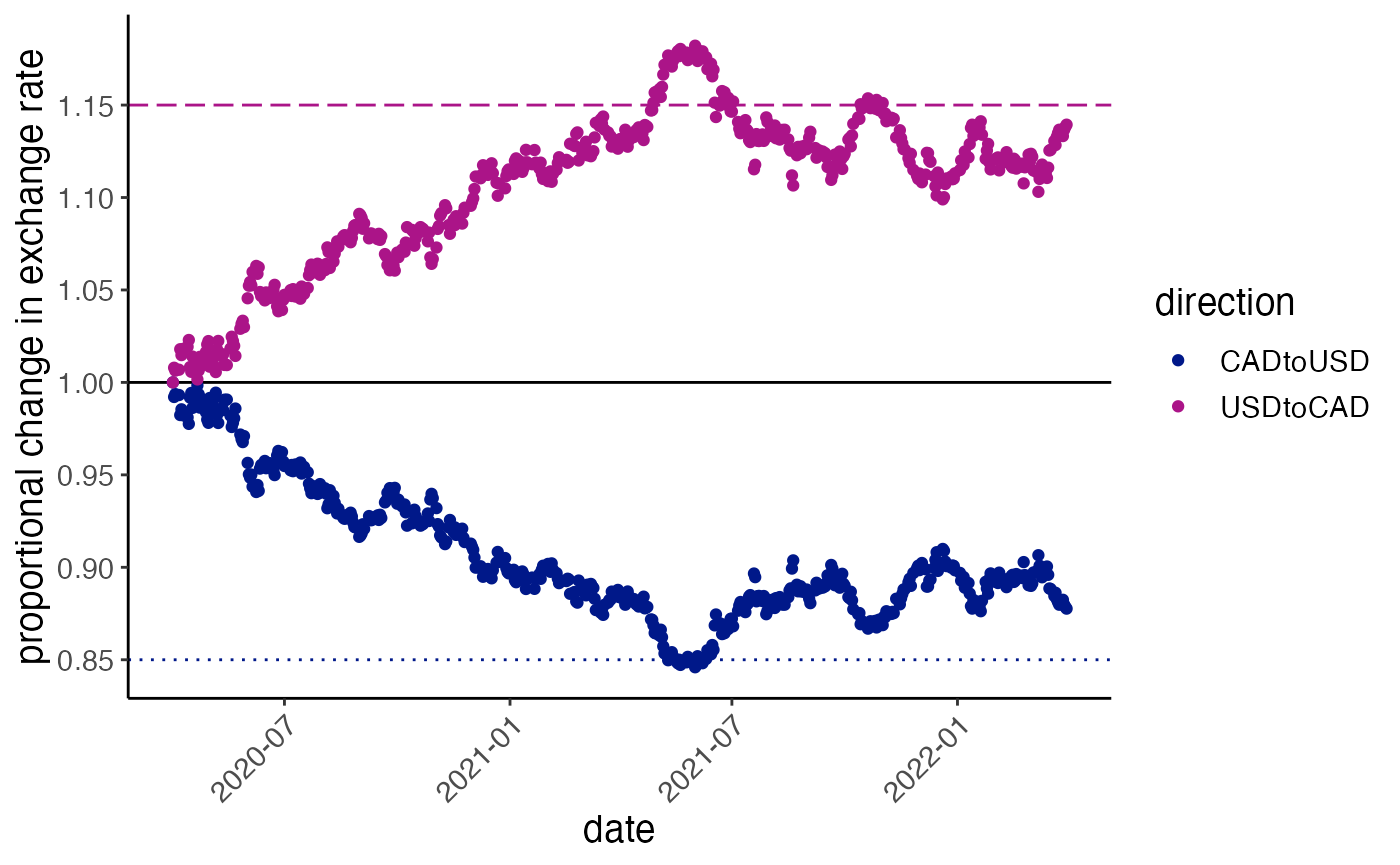 proportional change in exchange rate
1.15
1.10
1.05
1.00
0.95
0.90
0.85
2020-07
2021-01
2021-07
2022-01
date
direction
CADtoUSD
USDtoCAD